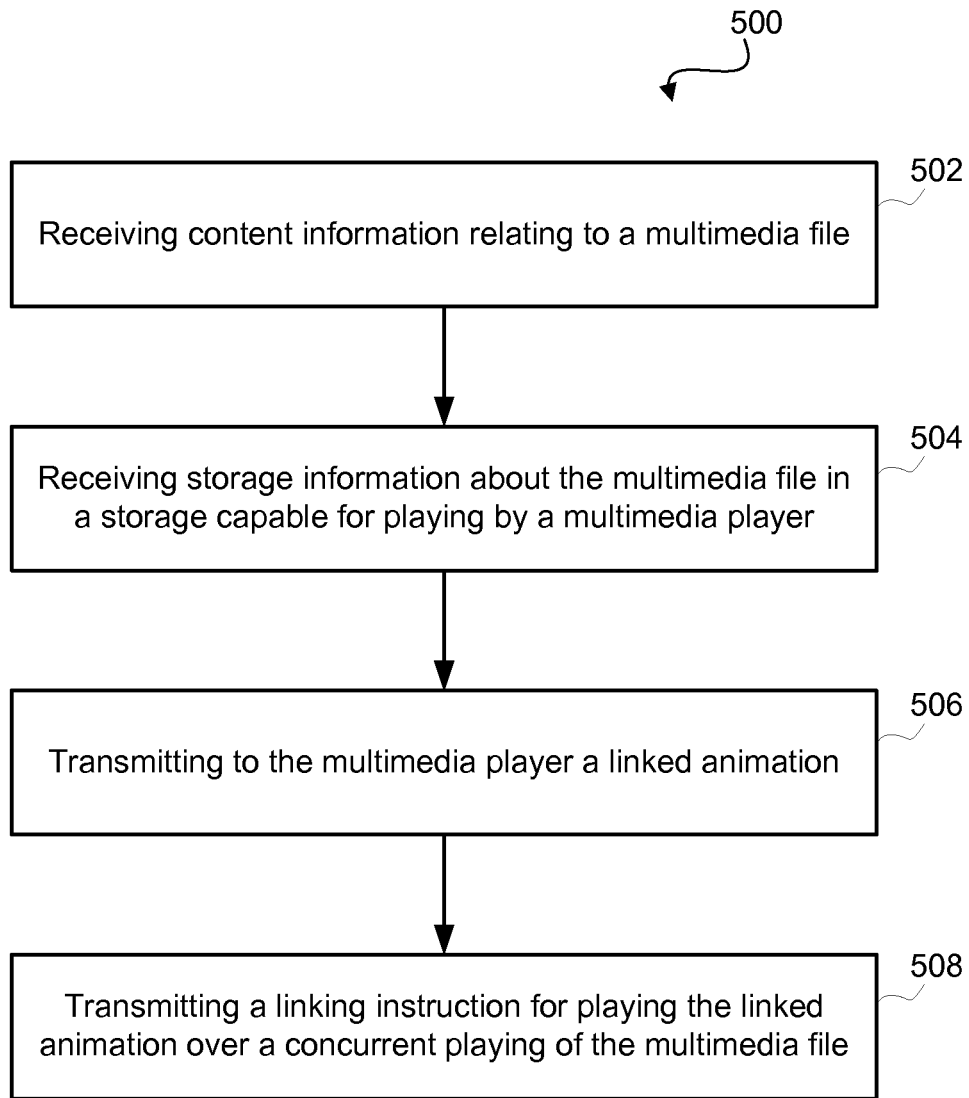 500
502
Receiving content information relating to a multimedia file
504
Receiving storage information about the multimedia file in
a storage capable for playing by a multimedia player
506
Transmitting to the multimedia player a linked animation
508
Transmitting a linking instruction for playing the linked
animation over a concurrent playing of the multimedia file